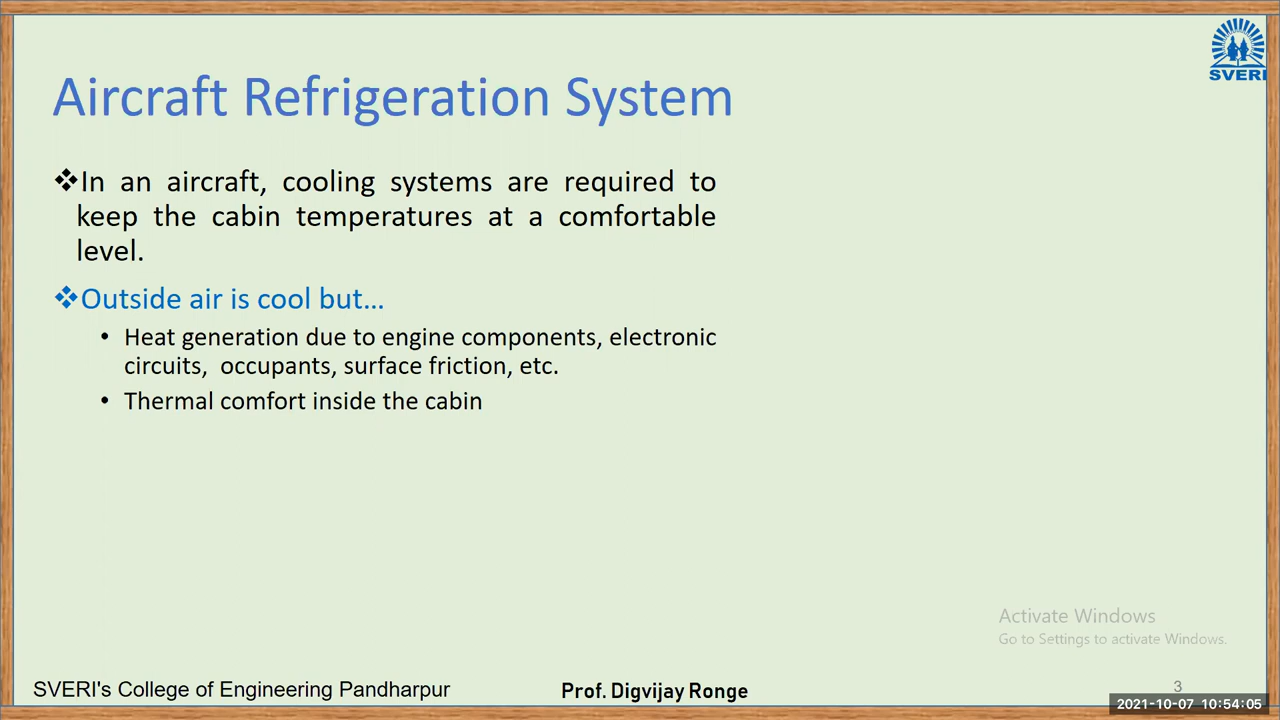 SVERI
Aircraft Refrigeration System
❖In an aircraft, cooling systems are required to
keep the cabin temperatures at a comfortable
level.
❖Outside air is cool but...
• Heat generation due to engine components, electronic
circuits, occupants, surface friction, etc.
• Thermal comfort inside the cabin
Activate Windows
Go to Settings to activate Windows.
SVERI's College of Engineering Pandharpur
Prof. Digvijay Ronge
3
2021-10-07 10:54:05